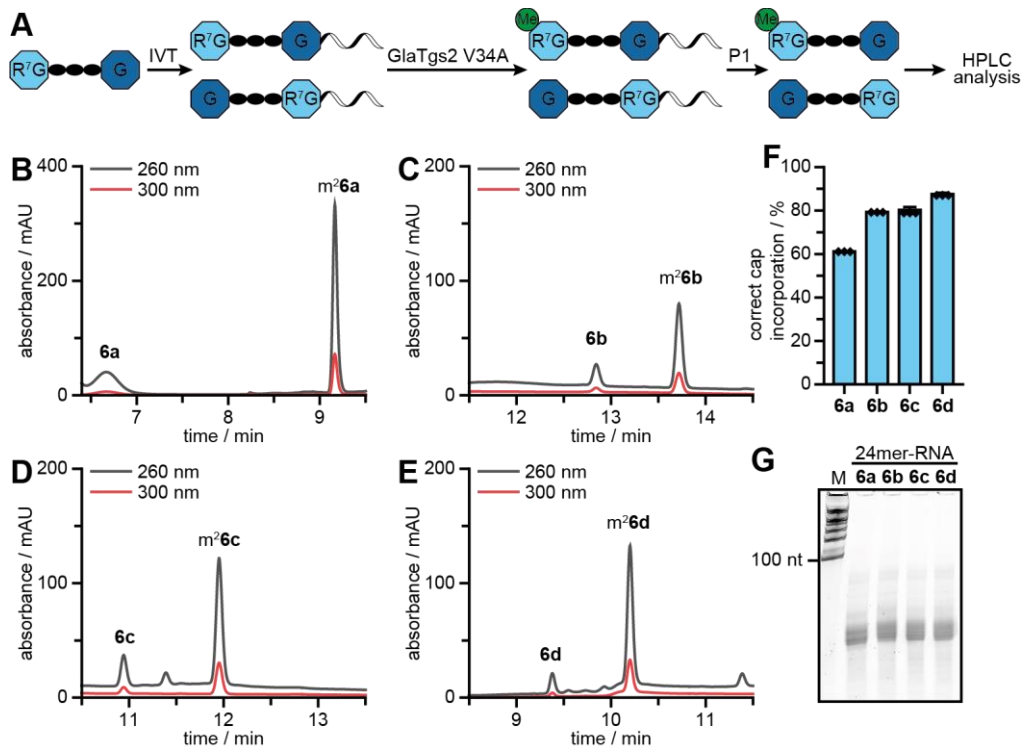 A
R⁷G G
IVT
R⁷G G
G R⁷G
GlaTgs2 V34A
Me
R⁷G G
G R⁷G
P1
Me
R⁷G G
G R⁷G
HPLC
analysis
B
260 nm
300 nm
absorbance / mAU
400
200
0
6a
m²6a
7 8 9
time / min
C
260 nm
300 nm
absorbance / mAU
200
100
0
6b
m²6b
12 13 14
time / min
F
correct cap
incorporation / %
100
80
60
40
20
0
6a 6b 6c 6d
D
260 nm
300 nm
absorbance / mAU
200
100
0
6c
m²6c
11 12 13
time / min
E
260 nm
300 nm
absorbance / mAU
200
100
0
6d
m²6d
9 10 11
time / min
G
24mer-RNA
M 6a 6b 6c 6d
100 nt